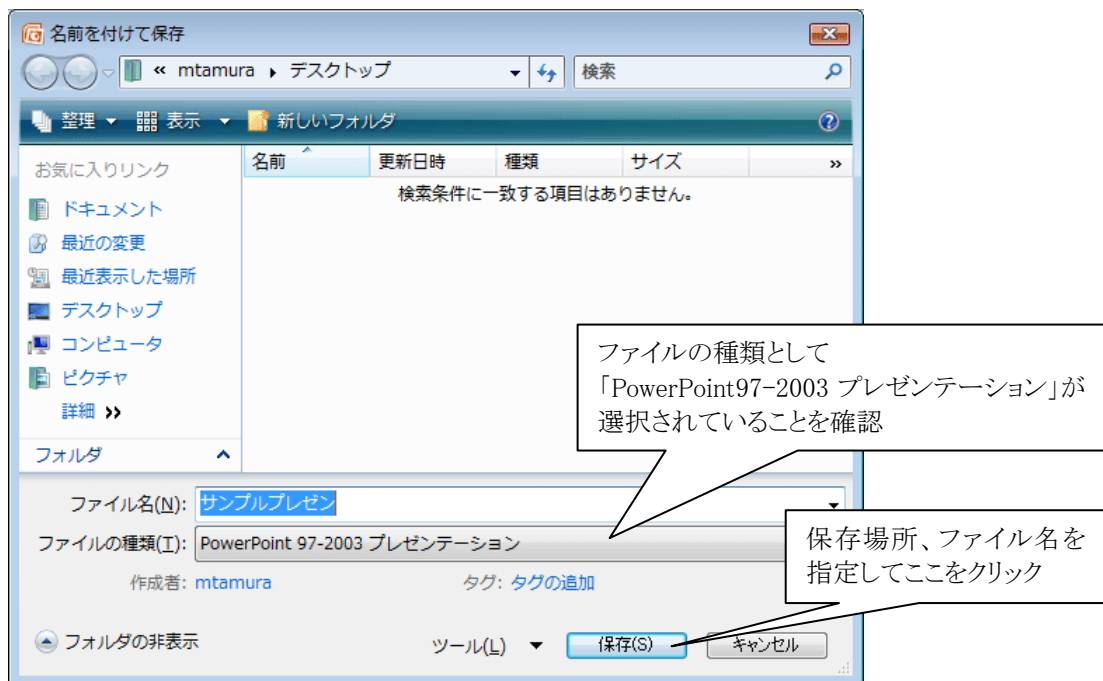 名前を付けて保存
« mtamura ▸ デスクトップ
検索
整理 ▼ 表示 ▼ 新しいフォルダ
お気に入りリンク
ドキュメント
最近の変更
最近表示した場所
デスクトップ
コンピュータ
ピクチャ
詳細 »
フォルダ
名前 更新日時 種類 サイズ »
検索条件に一致する項目はありません。
ファイルの種類として
「PowerPoint97-2003 プレゼンテーション」が
選択されていることを確認
ファイル名(N): サンプルプレゼン
ファイルの種類(T): PowerPoint 97-2003 プレゼンテーション
作成者: mtamura タグ: タグの追加
保存場所、ファイル名を
指定してここをクリック
フォルダの非表示 ツール(L) ▼ 保存(S) キャンセル